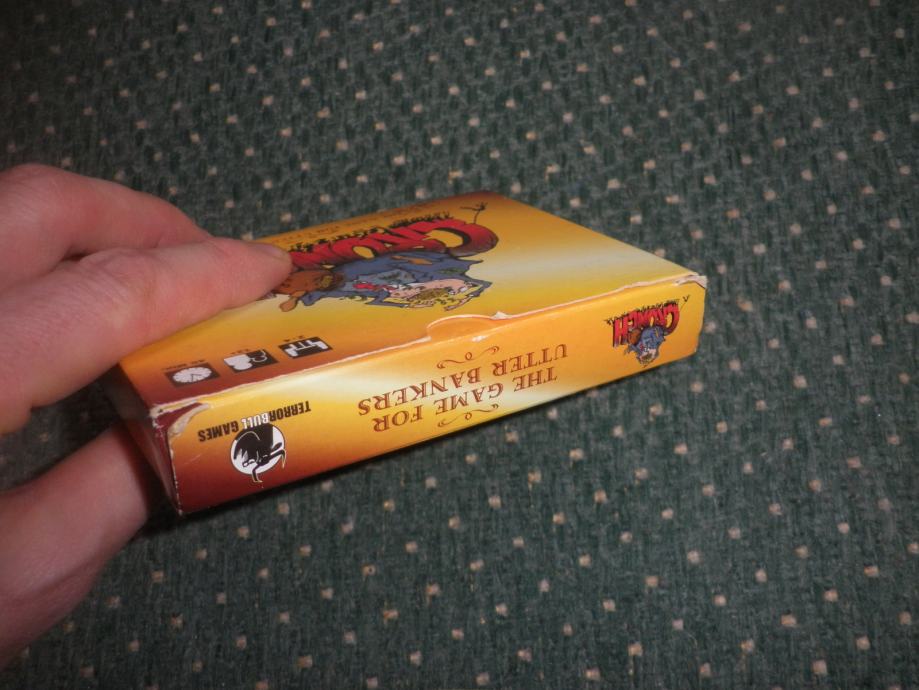 CRUNCH
THE GAME FOR
UTTER BANKERS
TERRORBULL GAMES